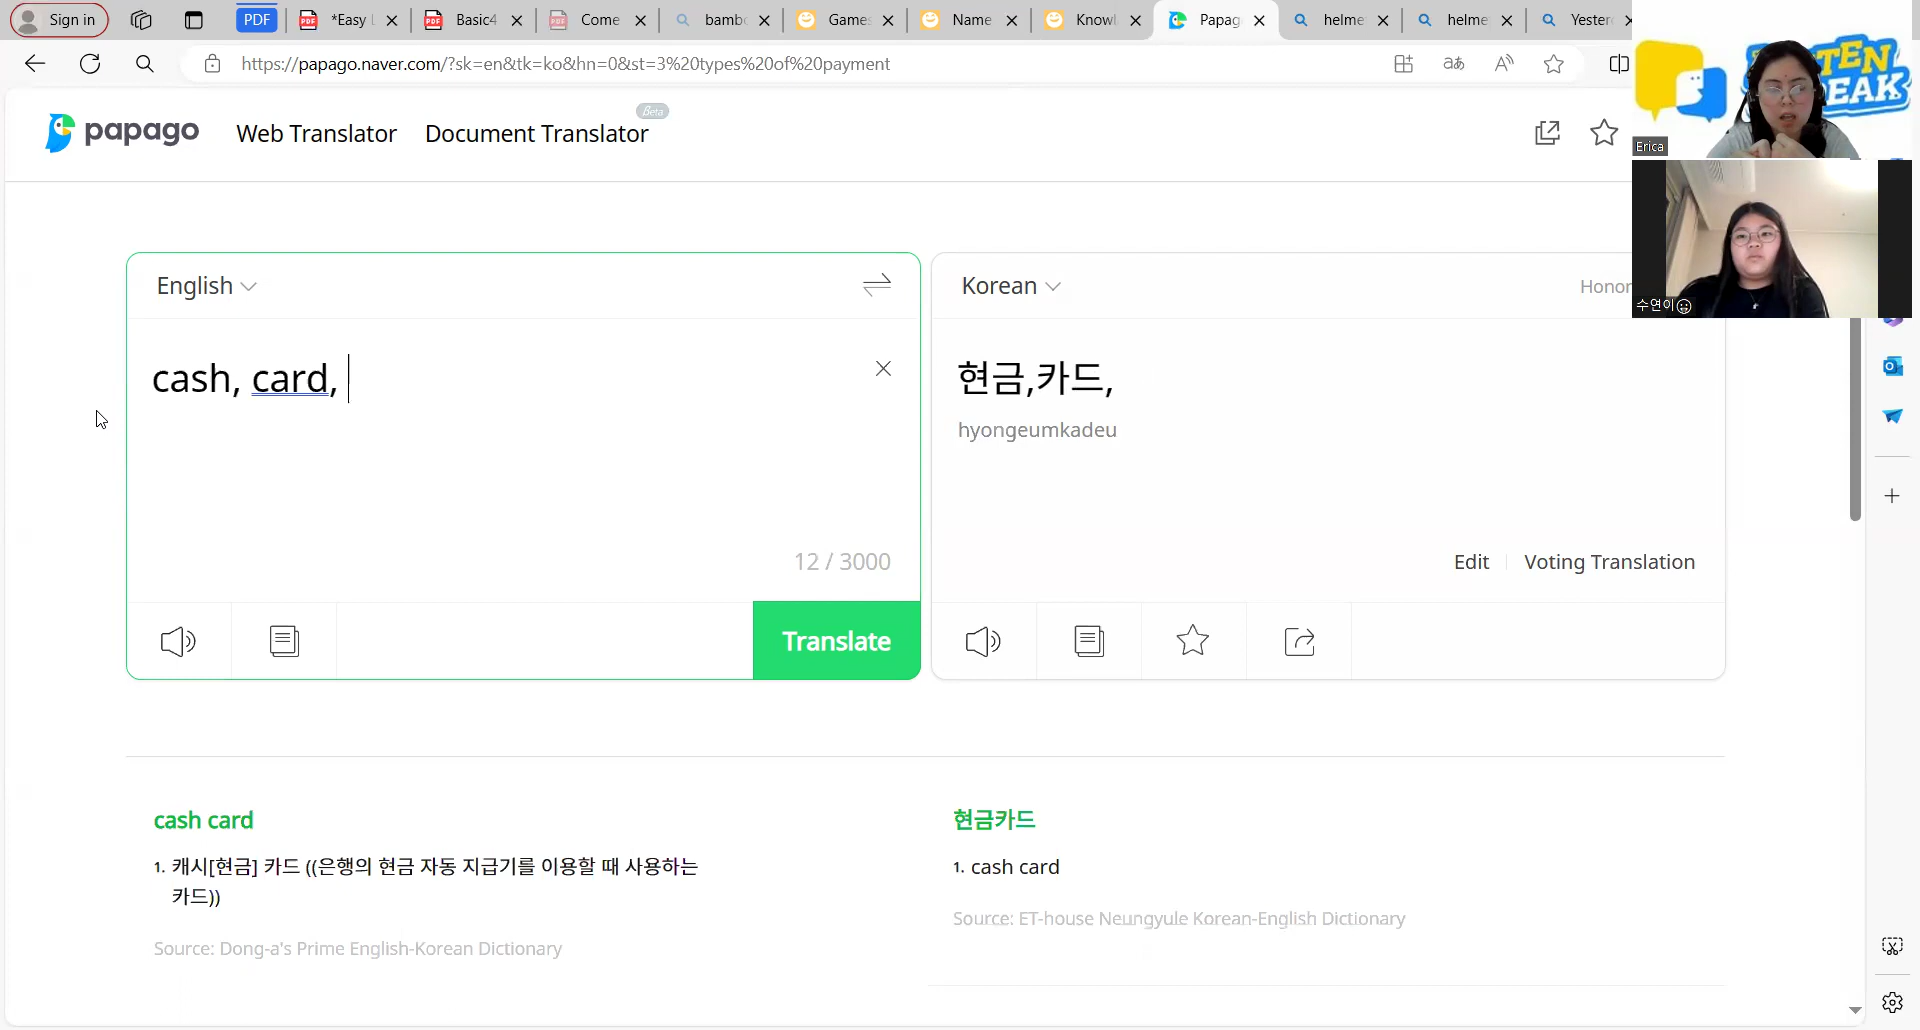 Sign in
PDF
*Easy L
Basic4
Come
bambo
Games
Name
Knowl
Papag
helme
helme
Yester
https://papago.naver.com/?sk=en&tk=ko&hn=0&st=3%20types%20of%20payment
papago
Web Translator
Document Translator
Beta
TEN
EAK
Erica
수연이
English
Korean
Honor
cash, card,
현금,카드,
hyongeumkadeu
12 / 3000
Edit
Voting Translation
Translate
cash card
1. 캐시[현금] 카드 ((은행의 현금 자동 지급기를 이용할 때 사용하는
카드))
Source: Dong-a's Prime English-Korean Dictionary
현금카드
1. cash card
Source: ET-house Neungyule Korean-English Dictionary